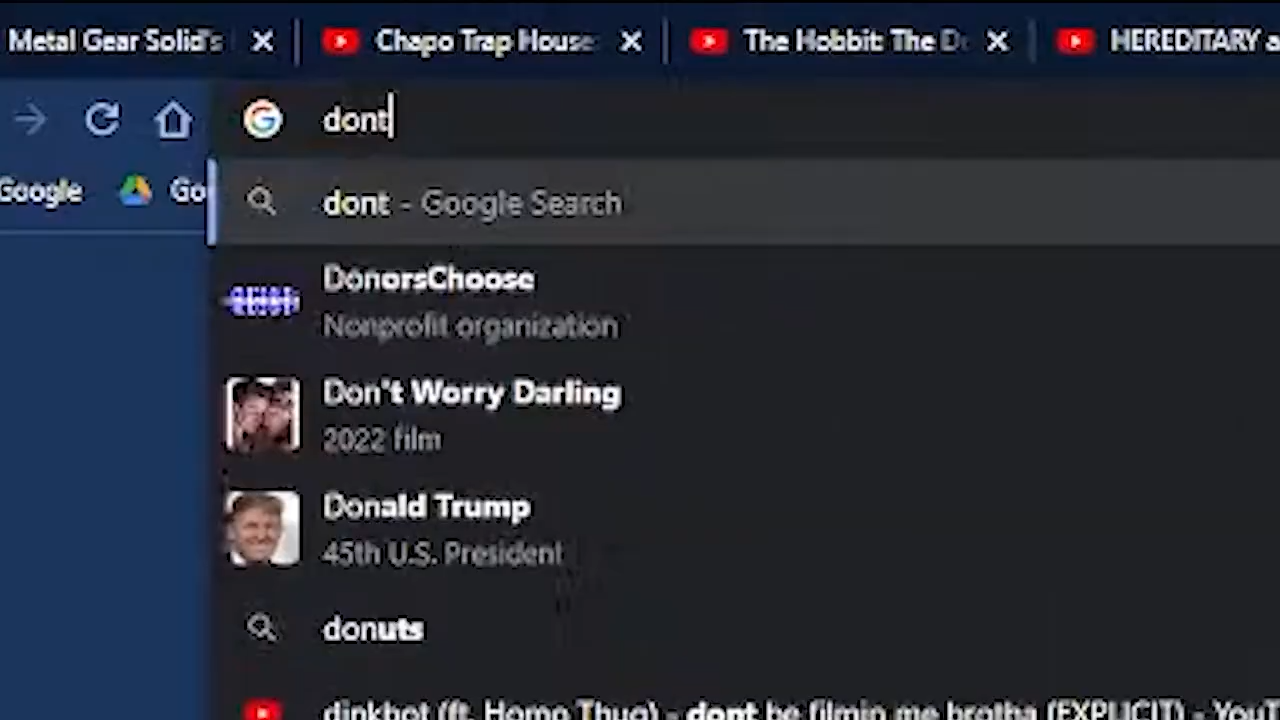 Metal Gear Solid's
Chapo Trap House
The Hobbit: The D
HEREDITARY a
dont
Google
Go
dont - Google Search
DonorsChoose
Nonprofit organization
Don't Worry Darling
2022 film
Donald Trump
45th U.S. President
donuts
dinkbot (ft. Homo Thug) - dont be filmin me brotha (EXPLICIT) - YouT